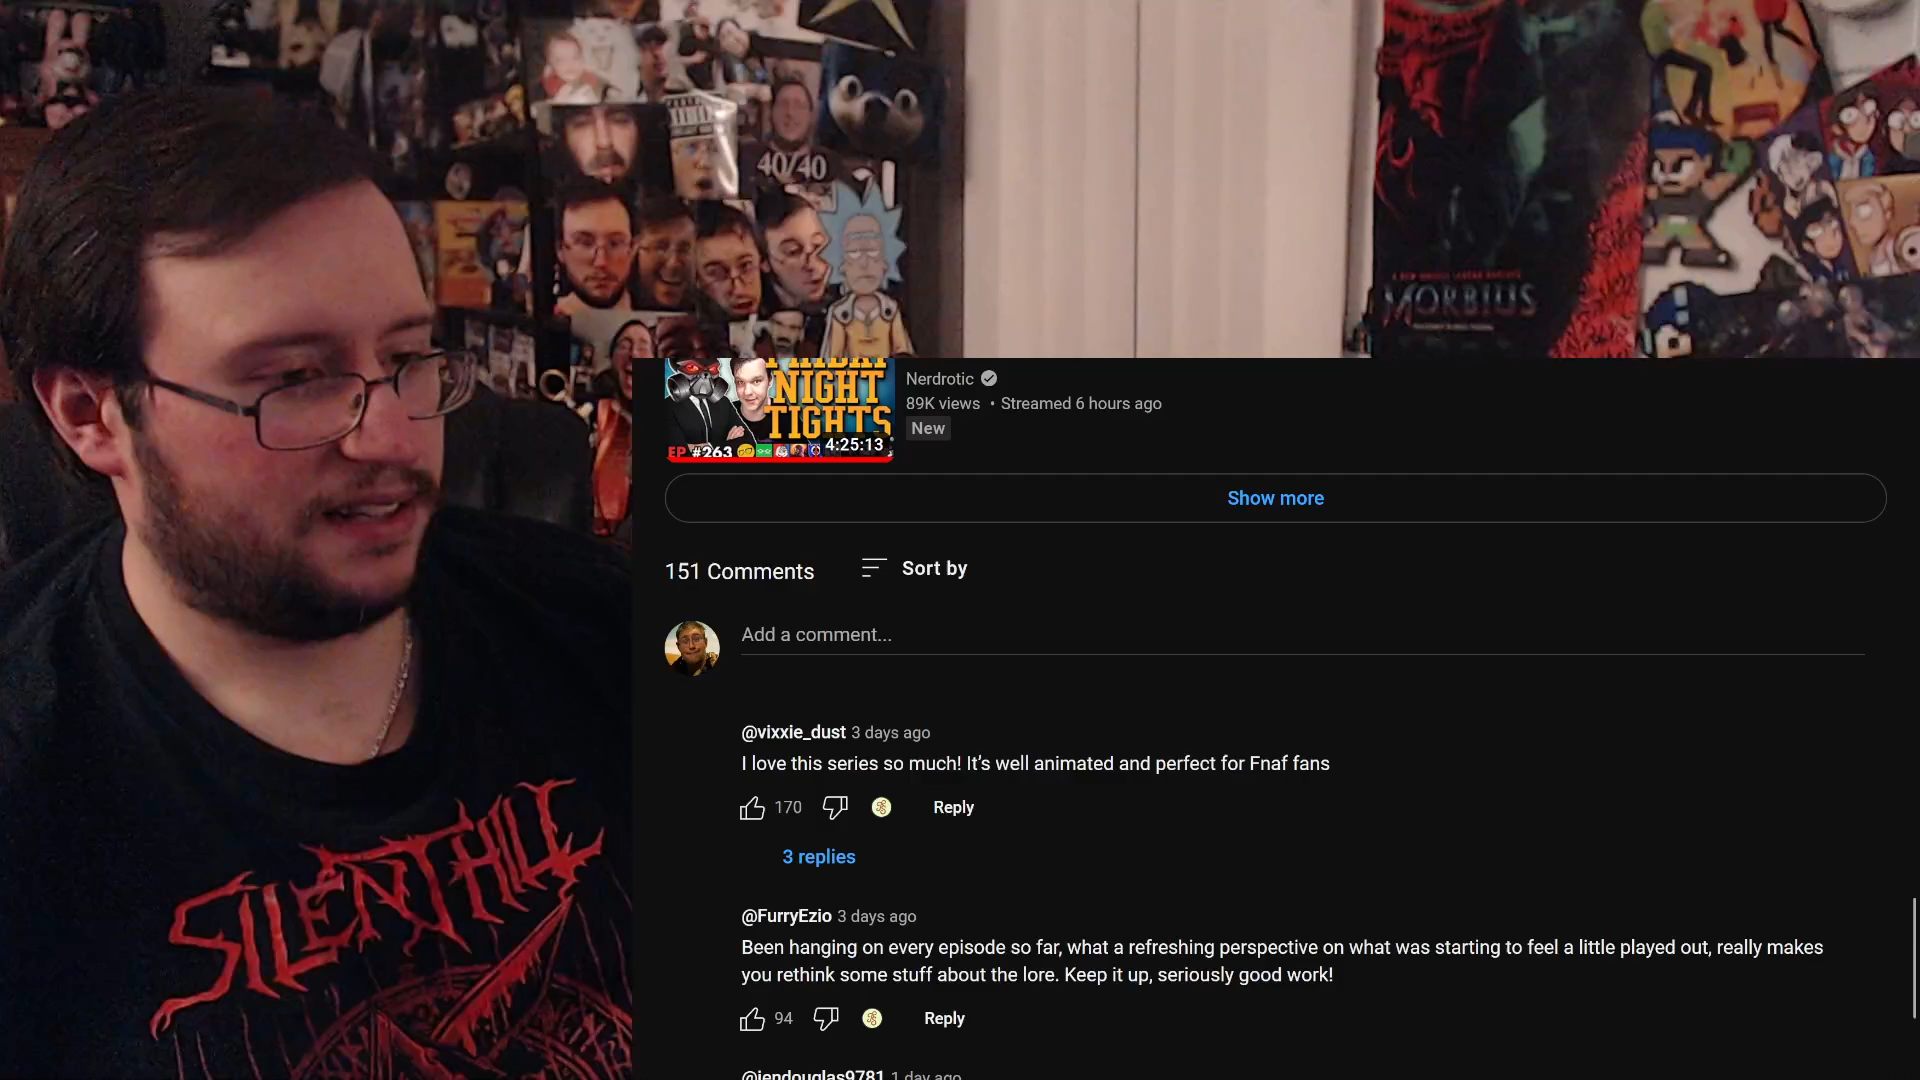 40/40
MORBIUS
NIGHT
TIGHTS
EP #263
4:25:13
Nerdrotic
89K views • Streamed 6 hours ago
New
Show more
151 Comments
Sort by
Add a comment...
@vixxie_dust 3 days ago
I love this series so much! It's well animated and perfect for Fnaf fans
170
Reply
3 replies
@FurryEzio 3 days ago
Been hanging on every episode so far, what a refreshing perspective on what was starting to feel a little played out, really makes
you rethink some stuff about the lore. Keep it up, seriously good work!
94
Reply
@jendouglas9781 1 day ago
SILENT HILL